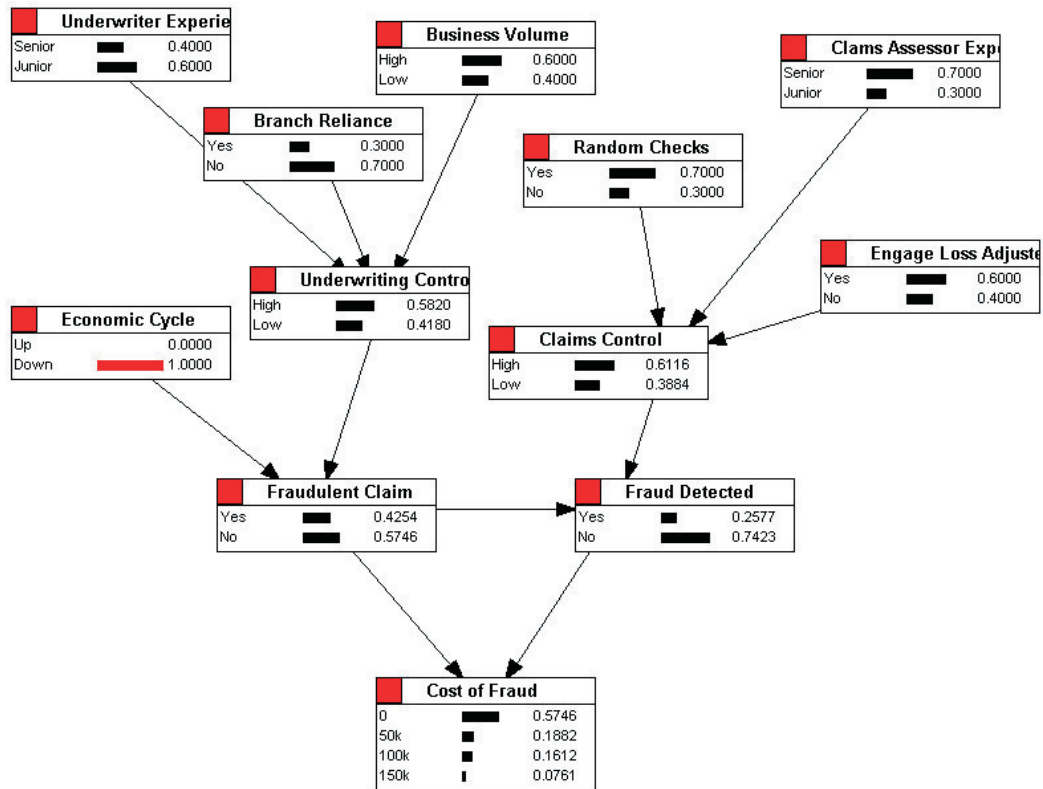 Underwriter Experie
Senior 0.4000
Junior 0.6000
Business Volume
High 0.6000
Low 0.4000
Clams Assessor Exp
Senior 0.7000
Junior 0.3000
Branch Reliance
Yes 0.3000
No 0.7000
Random Checks
Yes 0.7000
No 0.3000
Engage Loss Adjuste
Yes 0.6000
No 0.4000
Underwriting Contro
High 0.5820
Low 0.4180
Economic Cycle
Up 0.0000
Down 1.0000
Claims Control
High 0.6116
Low 0.3884
Fraudulent Claim
Yes 0.4254
No 0.5746
Fraud Detected
Yes 0.2577
No 0.7423
Cost of Fraud
0 0.5746
50k 0.1882
100k 0.1612
150k 0.0761